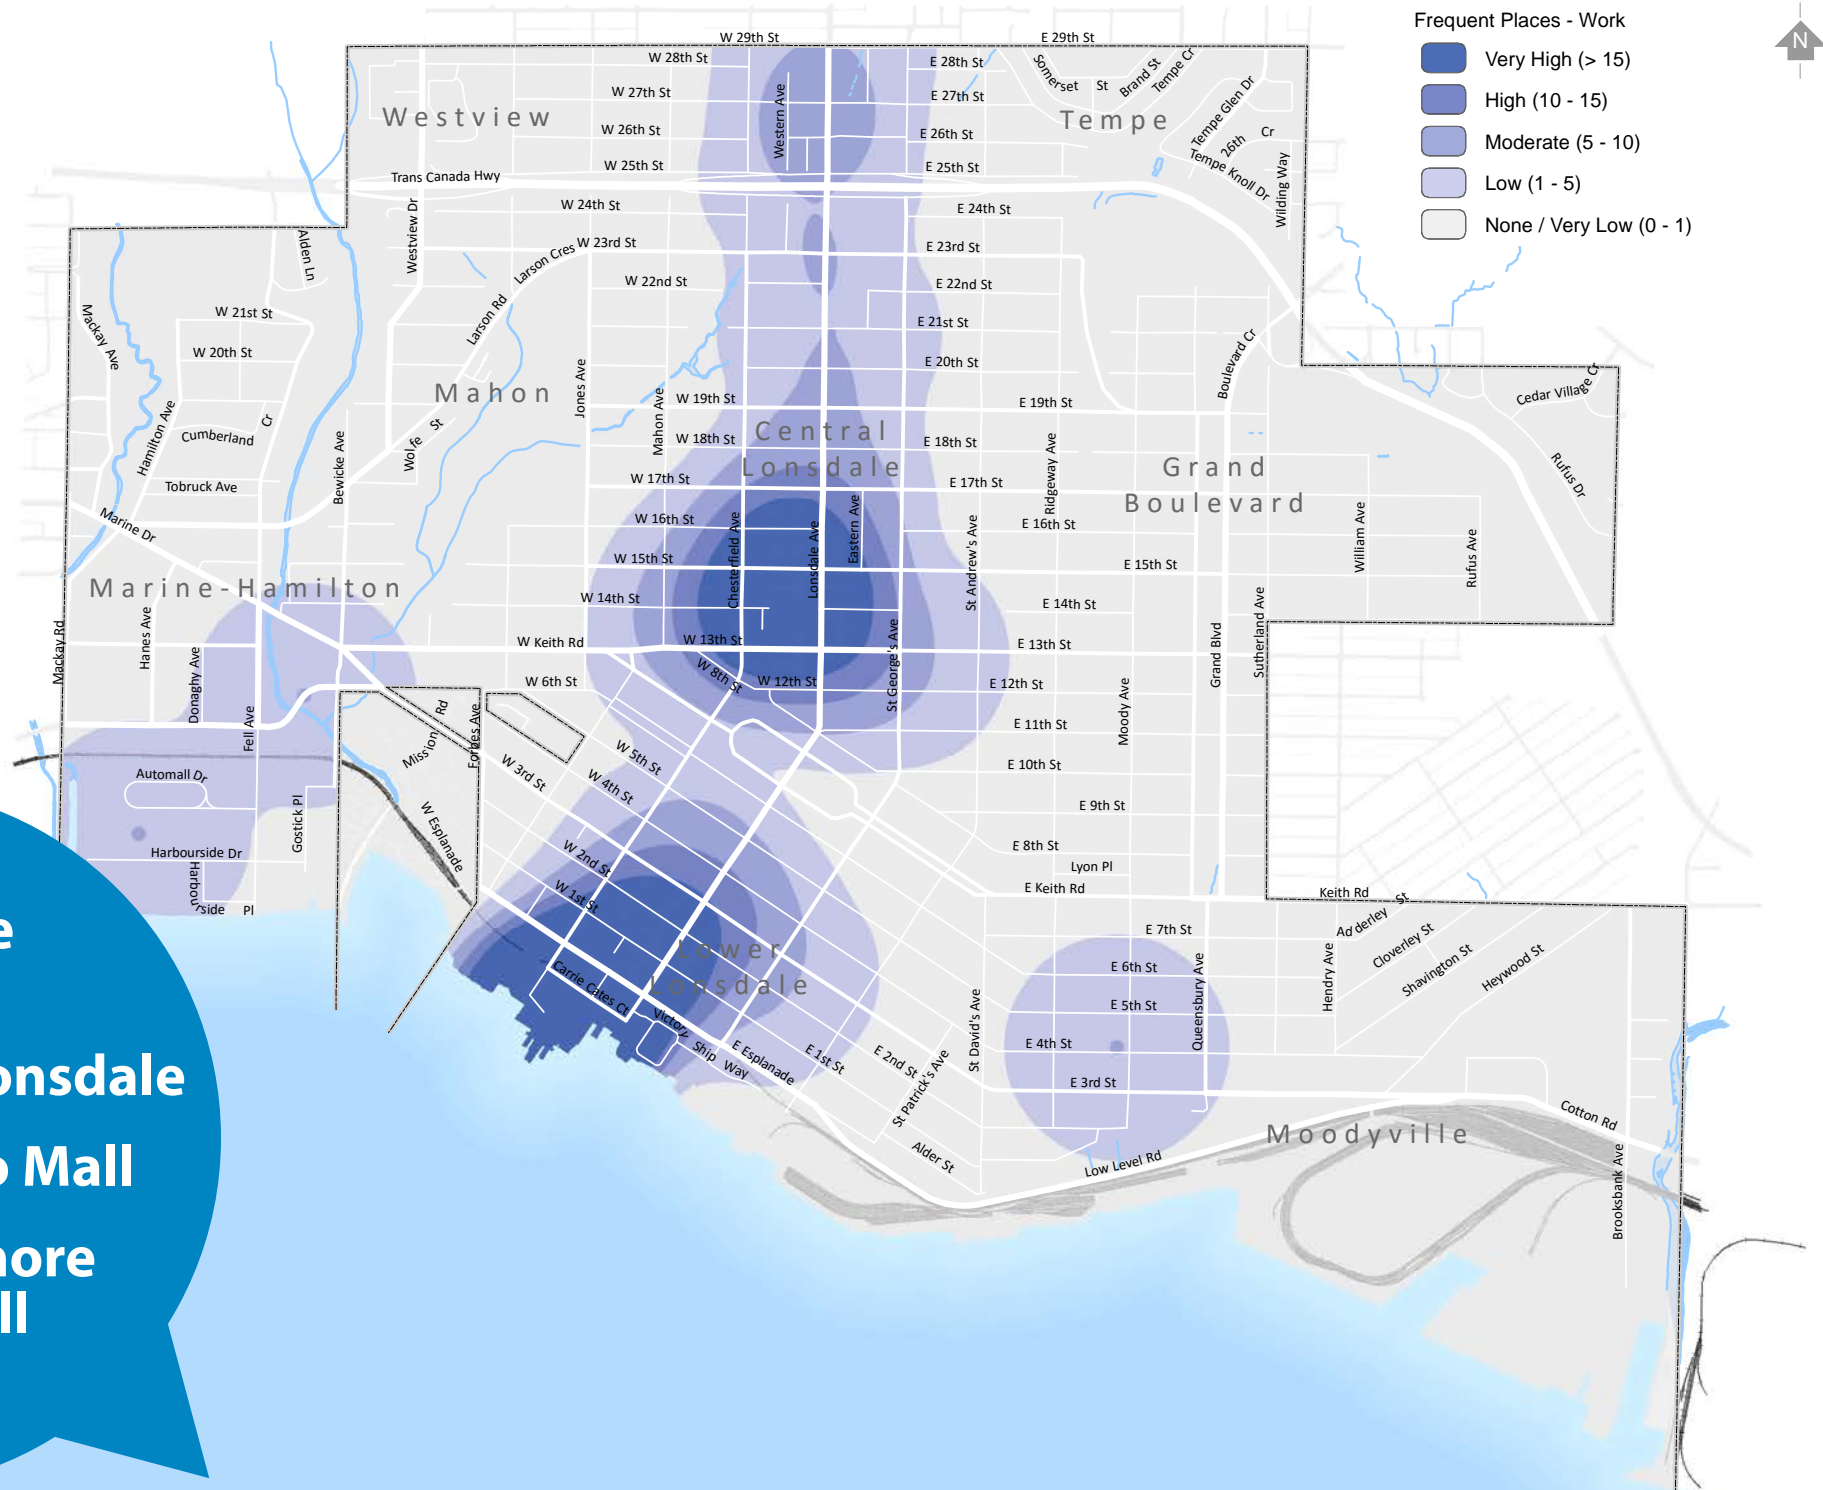 Frequent Places - Work
Very High (> 15)
High (10 - 15)
Moderate (5 - 10)
Low (1 - 5)
None / Very Low (0 - 1)
N
W 29th St
E 29th St
W 28th St
E 28th St
W 27th St
E 27th St
W 26th St
E 26th St
W 25th St
E 25th St
Western Ave
Somerset St
Brand St
Tempe Cr
Tempe Glen Dr
26th Cr
Tempe Knoll Dr
Wilding Way
Westview
Tempe
Trans Canada Hwy
W 24th St
E 24th St
W 23rd St
E 23rd St
W 22nd St
E 22nd St
W 21st St
E 21st St
W 20th St
E 20th St
Westview Dr
Alden Ln
Larson Cres
Larson Rd
Mackay Ave
Hamilton Ave
Cumberland Cr
Tobruck Ave
Bewicke Ave
Wolfe St
Jones Ave
Mahon Ave
Mahon
W 19th St
E 19th St
Boulevard Cr
Cedar Village Cr
Rufus Dr
Central
Lonsdale
W 18th St
E 18th St
Ridgeway Ave
Grand
Boulevard
W 17th St
E 17th St
W 16th St
E 16th St
W 15th St
E 15th St
W 14th St
E 14th St
W 13th St
E 13th St
Chesterfield Ave
Lonsdale Ave
Eastern Ave
St George's Ave
St Andrew's Ave
William Ave
Rufus Ave
Grand Blvd
Sutherland Ave
Moody Ave
Marine Dr
Marine-Hamilton
Mackay Rd
Hanes Ave
Donaghy Ave
Fell Ave
W Keith Rd
W 8th St
W 12th St
E 12th St
W 6th St
E 11th St
E 10th St
E 9th St
E 8th St
Lyon Pl
E Keith Rd
Keith Rd
Mission Rd
Forbes Ave
W 5th St
W 4th St
W 3rd St
W 2nd St
W 1st St
W Esplanade
Automall Dr
Gostick Pl
Harbourside Dr
Harbourside Pl
Lower
Lonsdale
Carrie Cates Ct
Victory Ship Way
E Esplanade
E 1st St
E 2nd St
St Patrick's Ave
St David's Ave
Alder St
Low Level Rd
E 7th St
E 6th St
E 5th St
E 4th St
E 3rd St
Queensbury Ave
Hendry Ave
Adderley St
Cloverley St
Shavington St
Heywood St
Moodyville
Cotton Rd
Brooksbank Ave
e
onsdale
o Mall
hore
ll